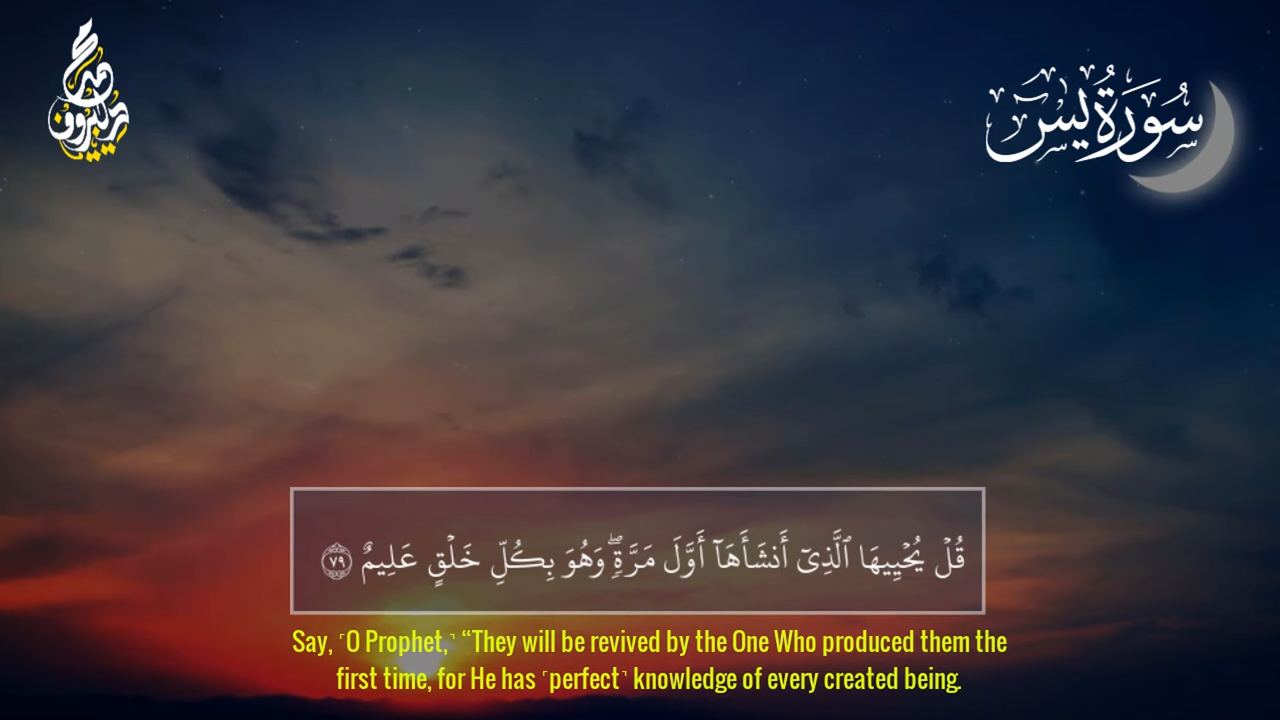 سُورَةُ يسٓ
قُلْ يُحْيِيهَا ٱلَّذِىٓ أَنشَأَهَآ أَوَّلَ مَرَّةٍۢ ۖ وَهُوَ بِكُلِّ خَلْقٍ عَلِيمٌ ٧٩
Say, ˹O Prophet,˺ “They will be revived by the One Who produced them the
first time, for He has ˹perfect˺ knowledge of every created being.